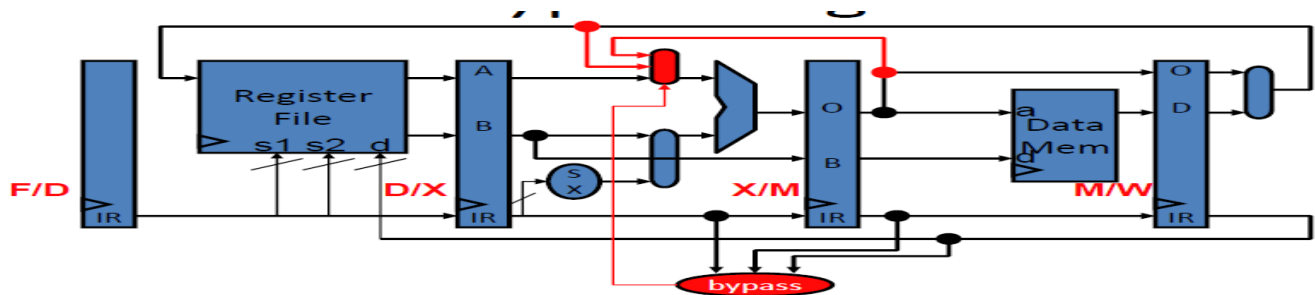 Register
File
s1 s2 d
A
B
IR
F/D
IR
D/X
s
x
X/M
O
B
IR
a
Data
Mem
d
M/W
O
D
IR
bypass